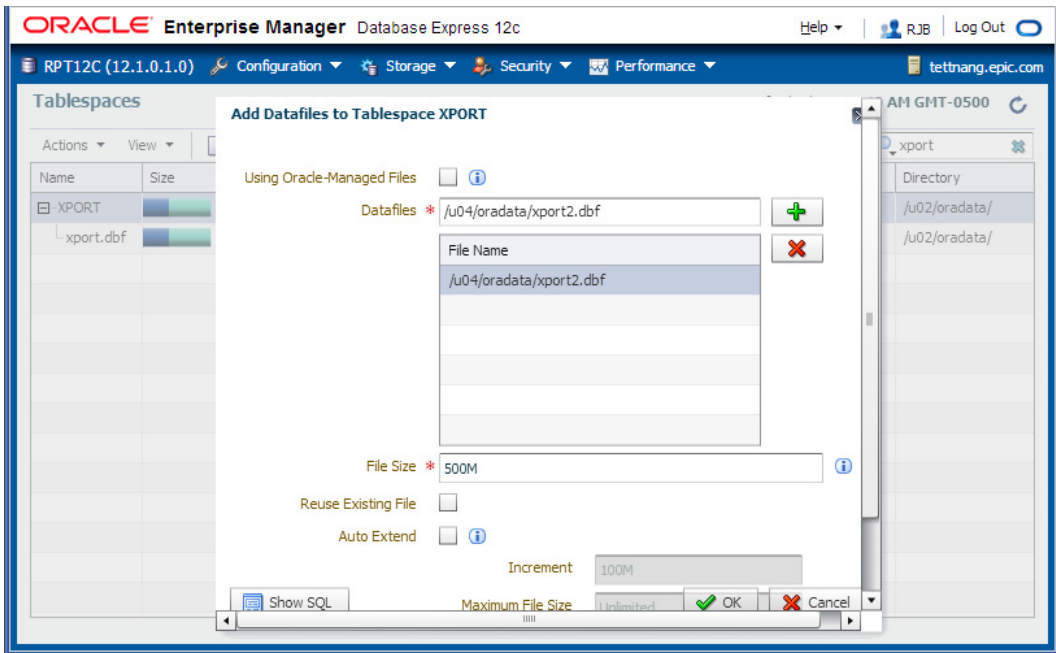 ORACLE Enterprise Manager Database Express 12c Help RJB Log Out
RPT12C (12.1.0.1.0) Configuration Storage Security Performance tettnang.epic.com
Tablespaces AM GMT-0500
Add Datafiles to Tablespace XPORT
Actions View xport
Name Size Directory
Using Oracle-Managed Files
XPORT /u02/oradata/
Datafiles * /u04/oradata/xport2.dbf
xport.dbf /u02/oradata/
File Name
/u04/oradata/xport2.dbf
File Size * 500M
Reuse Existing File
Auto Extend
Increment 100M
Show SQL Maximum File Size Unlimited OK Cancel